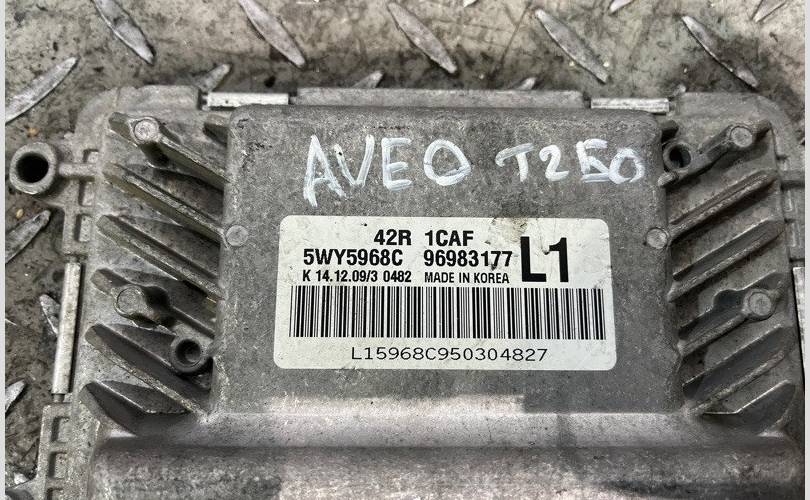 AVEO T250
42R 1CAF
5WY5968C 96983177 L1
K 14.12.09/3 0482 MADE IN KOREA
L15968C950304827